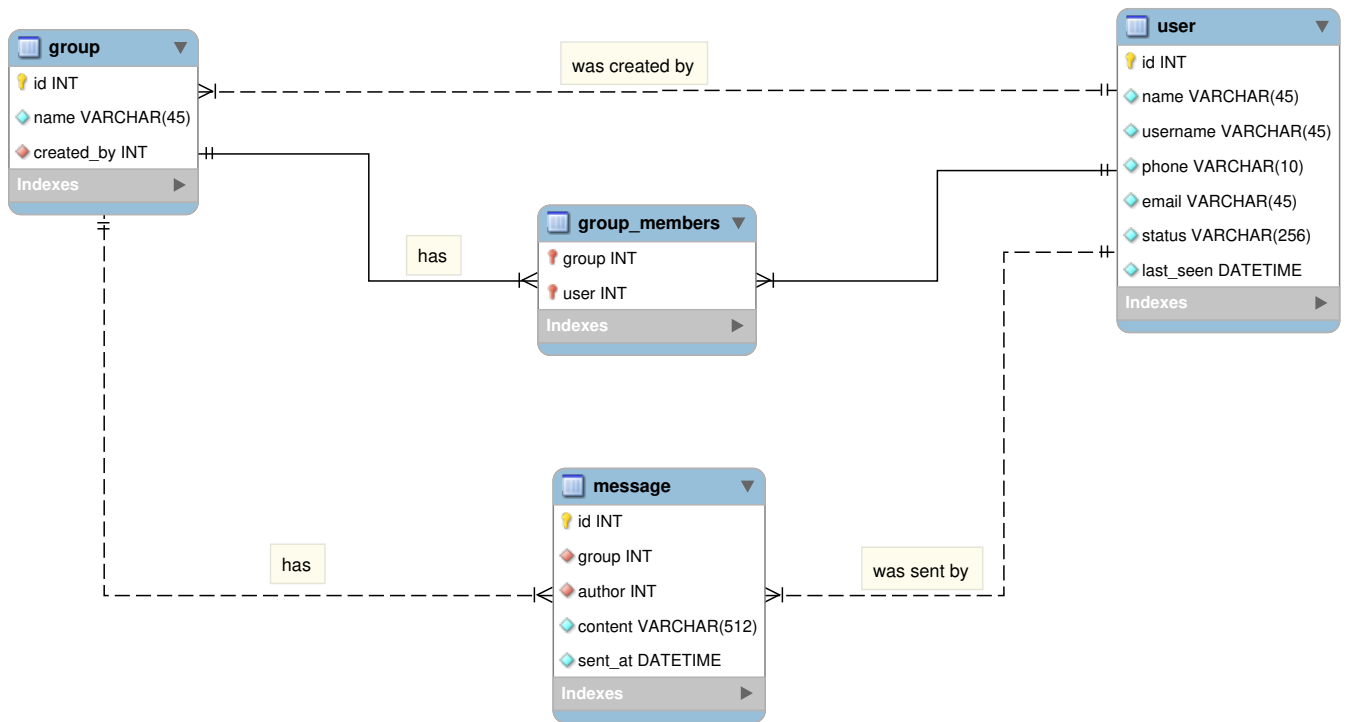 group
id INT
name VARCHAR(45)
created_by INT
Indexes
was created by
user
id INT
name VARCHAR(45)
username VARCHAR(45)
phone VARCHAR(10)
email VARCHAR(45)
status VARCHAR(256)
last_seen DATETIME
Indexes
has
group_members
group INT
user INT
Indexes
has
message
id INT
group INT
author INT
content VARCHAR(512)
sent_at DATETIME
Indexes
was sent by